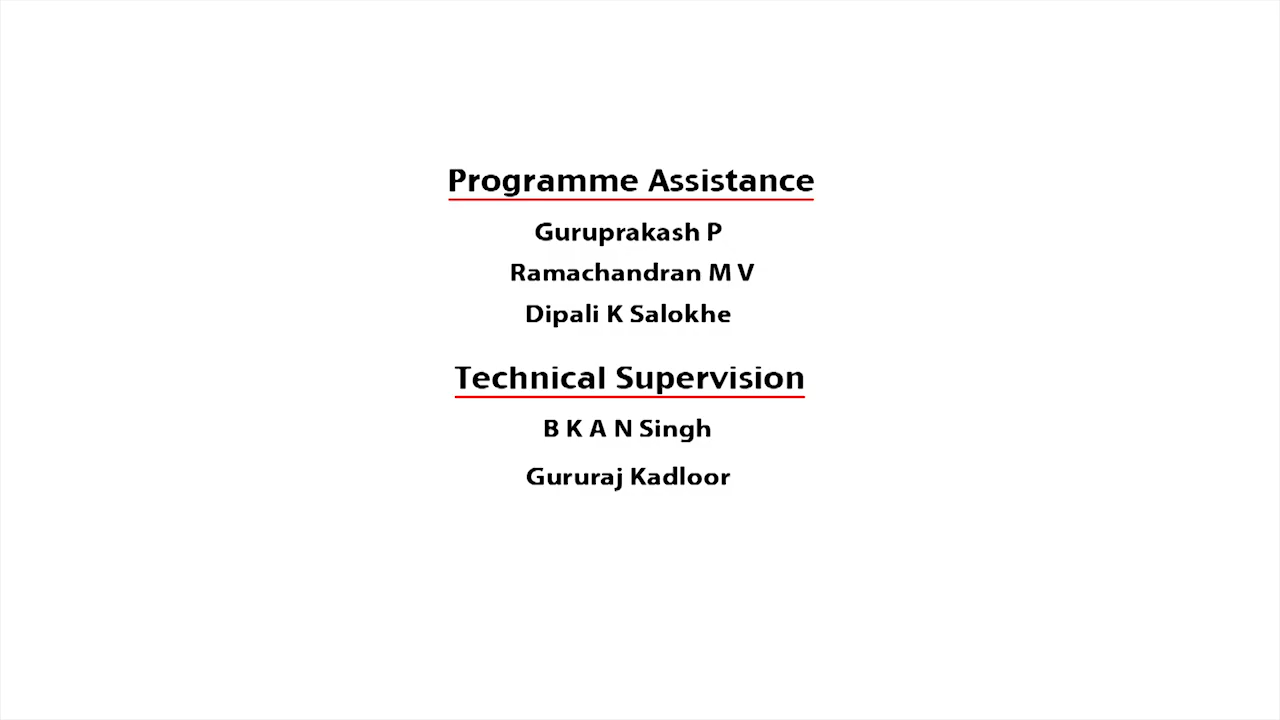 Programme Assistance
Guruprakash P
Ramachandran M V
Dipali K Salokhe
Technical Supervision
B K A N Singh
Gururaj Kadloor